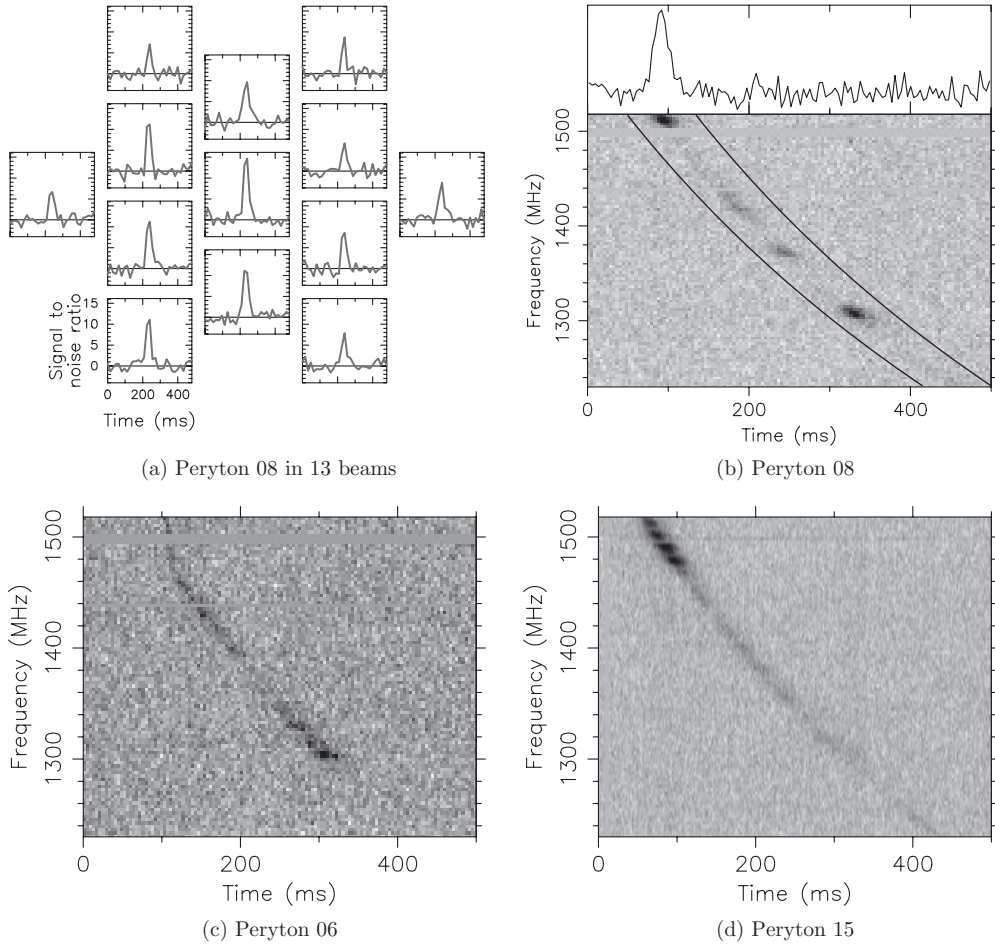 Signal to
noise ratio
15
10
5
0
0 200 400
Time (ms)
(a) Peryton 08 in 13 beams
Frequency (MHz)
1500
1400
1300
0 200 400
Time (ms)
(b) Peryton 08
Frequency (MHz)
1500
1400
1300
0 200 400
Time (ms)
(c) Peryton 06
Frequency (MHz)
1500
1400
1300
0 200 400
Time (ms)
(d) Peryton 15